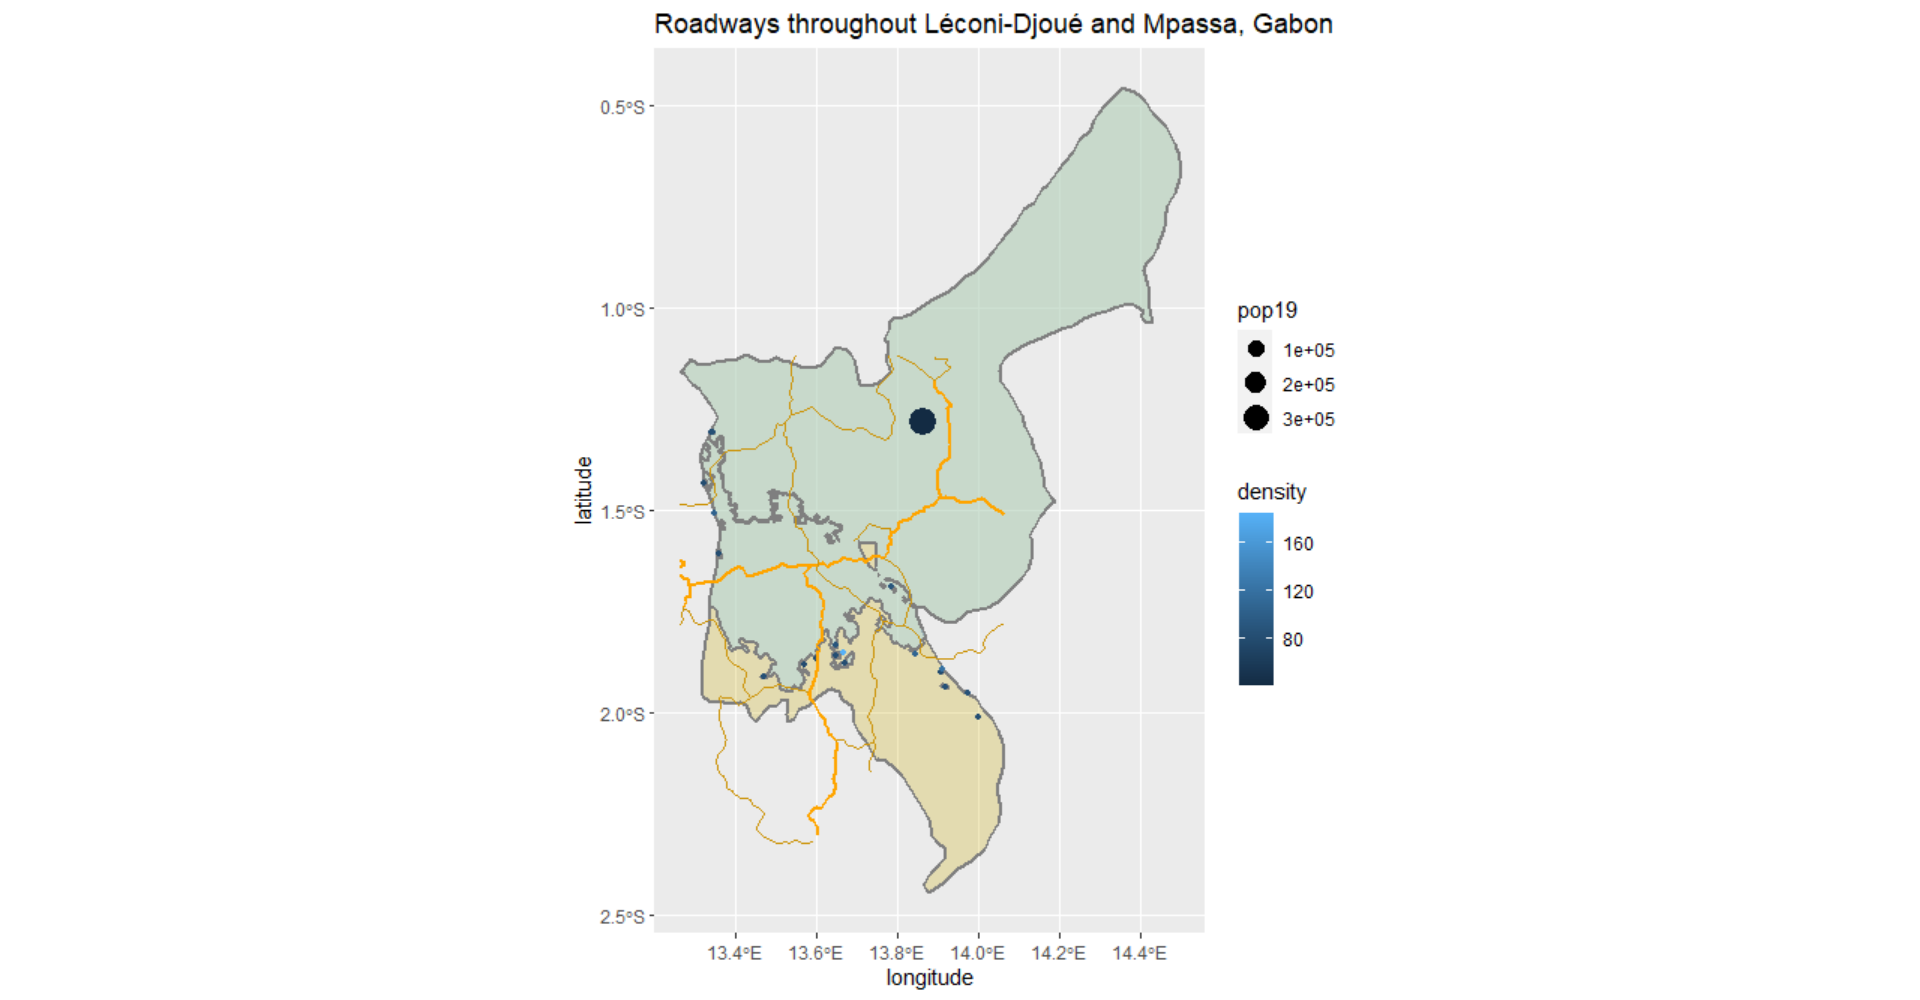 Roadways throughout Léconi-Djoué and Mpassa, Gabon
0.5°S
1.0°S
1.5°S
2.0°S
2.5°S
latitude
13.4°E 13.6°E 13.8°E 14.0°E 14.2°E 14.4°E
longitude
pop19
1e+05
2e+05
3e+05
density
160
120
80